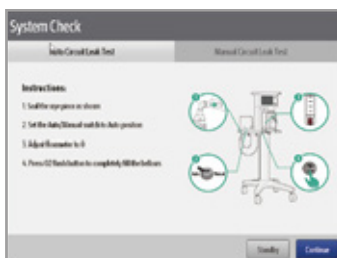 System Check
Auto Circuit Leak Test
Manual Circuit Leak Test
Instructions:
1. Seal the eye piece as shown
2. Set the Auto/Manual switch to Auto position
3. Adjust flowmeter to 0
4. Press O2 flush button to completely fill the bellows
Standby
Continue